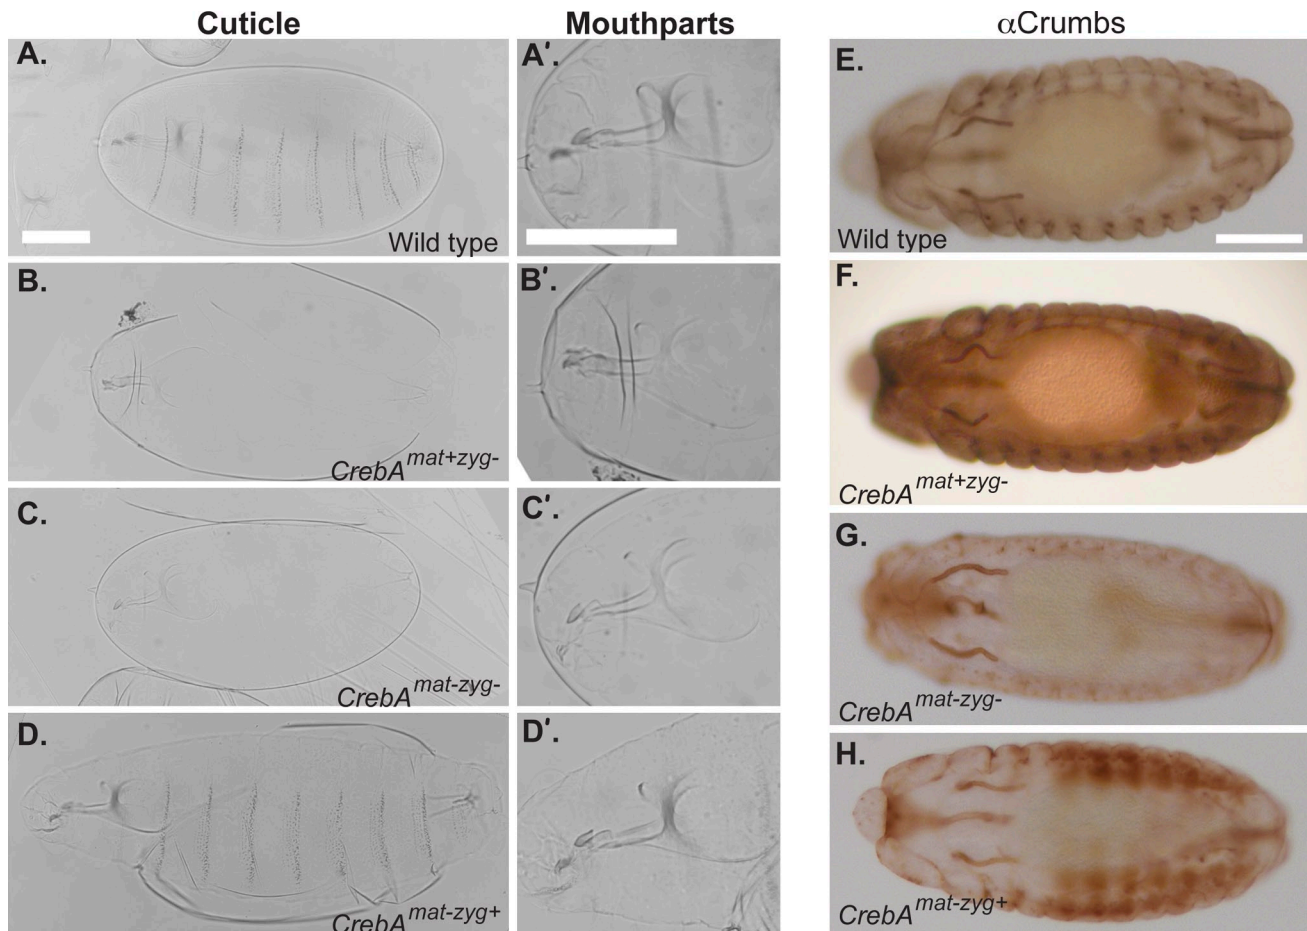 Cuticle
Mouthparts
αCrumbs
A.
Wild type
A'.
E.
Wild type
B.
CrebA mat+zyg-
B'.
F.
CrebA mat+zyg-
C.
CrebA mat-zyg-
C'.
G.
CrebA mat-zyg-
D.
CrebA mat-zyg+
D'.
H.
CrebA mat-zyg+